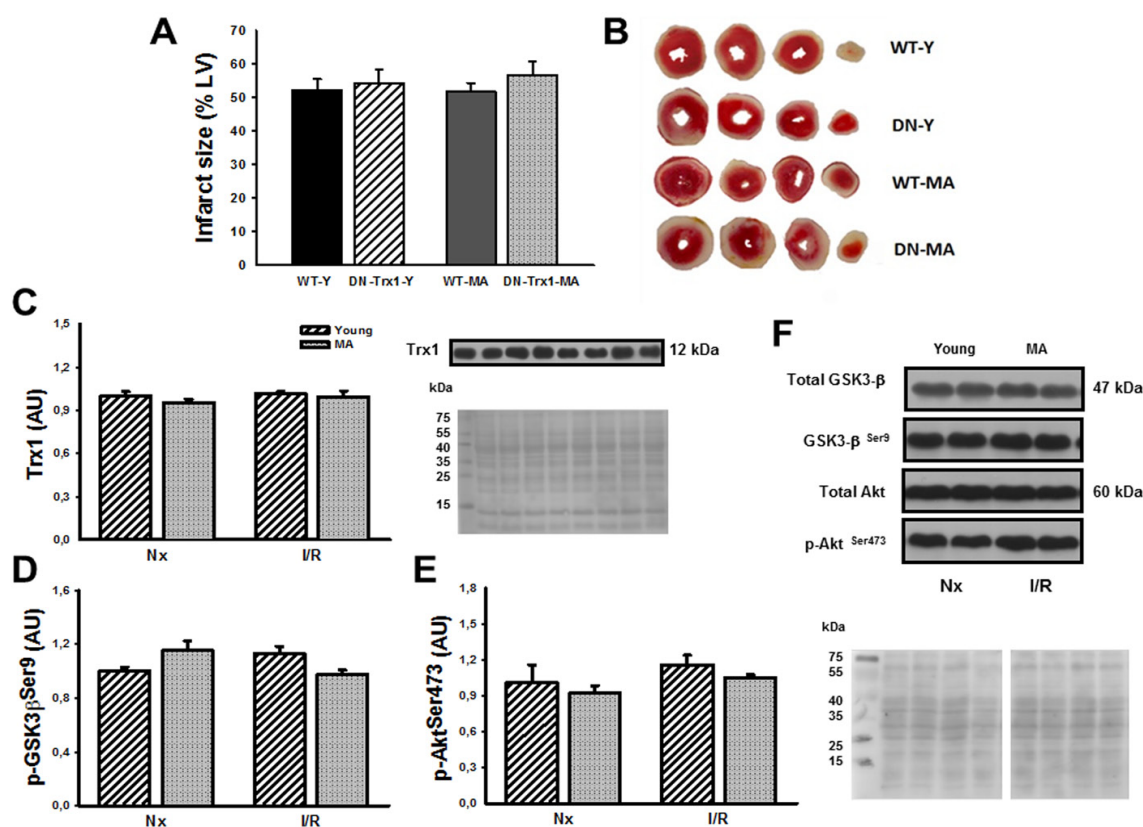 A
Infarct size (% LV)
70
60
50
40
30
20
10
0
WT-Y DN-Trx1-Y WT-MA DN-Trx1-MA
B
WT-Y
DN-Y
WT-MA
DN-MA
C
Trx1 (AU)
1,5
1,2
0,9
0,6
0,3
0,0
Young
MA
Nx I/R
Trx1 12 kDa
kDa
75
55
40
35
25
15
D
p-GSK3βSer9 (AU)
1,6
1,2
0,8
0,4
0,0
Nx I/R
E
p-AktSer473 (AU)
1,8
1,5
1,2
0,9
0,6
0,3
0,0
Nx I/R
F
Young MA
Total GSK3-β 47 kDa
GSK3-β Ser9
Total Akt 60 kDa
p-Akt Ser473
Nx I/R
kDa
75
55
40
35
25
15